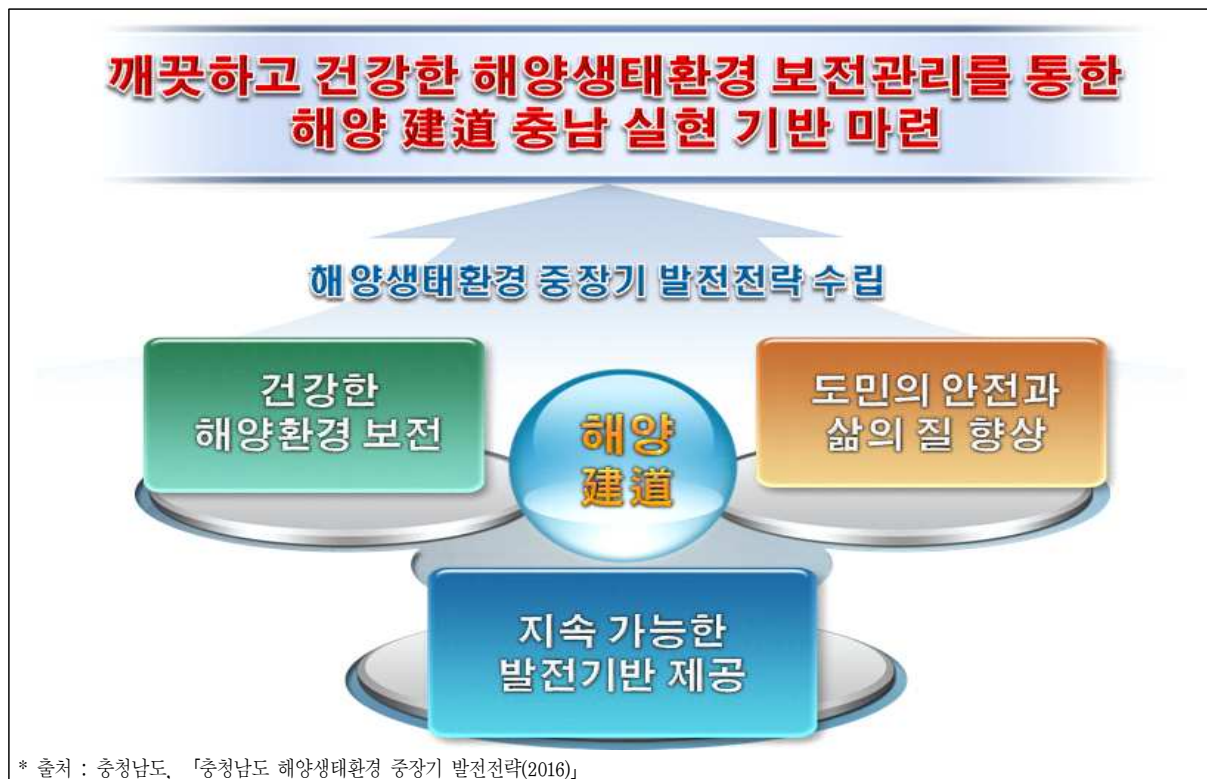 깨끗하고 건강한 해양생태환경 보전관리를 통한
해양 建道 충남 실현 기반 마련
해양생태환경 중장기 발전전략 수립
건강한
해양환경 보전
해양
建道
도민의 안전과
삶의 질 향상
지속 가능한
발전기반 제공
* 출처 : 충청남도, 「충청남도 해양생태환경 중장기 발전전략(2016)」